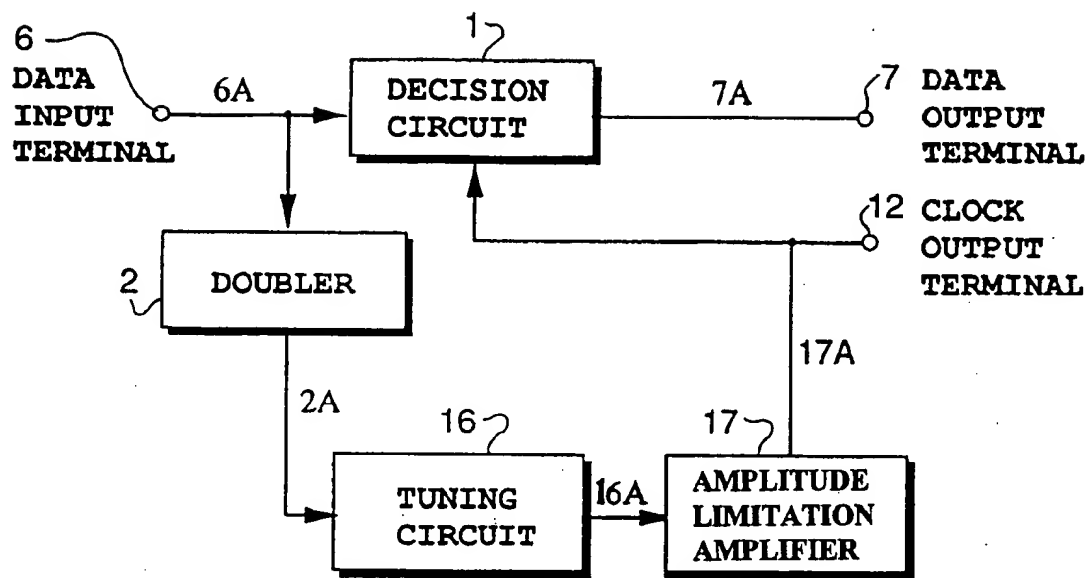 6
DATA
INPUT
TERMINAL
6A
1
DECISION
CIRCUIT
7A
7
DATA
OUTPUT
TERMINAL
12
CLOCK
OUTPUT
TERMINAL
2
DOUBLER
2A
16
TUNING
CIRCUIT
16A
17
AMPLITUDE
LIMITATION
AMPLIFIER
17A